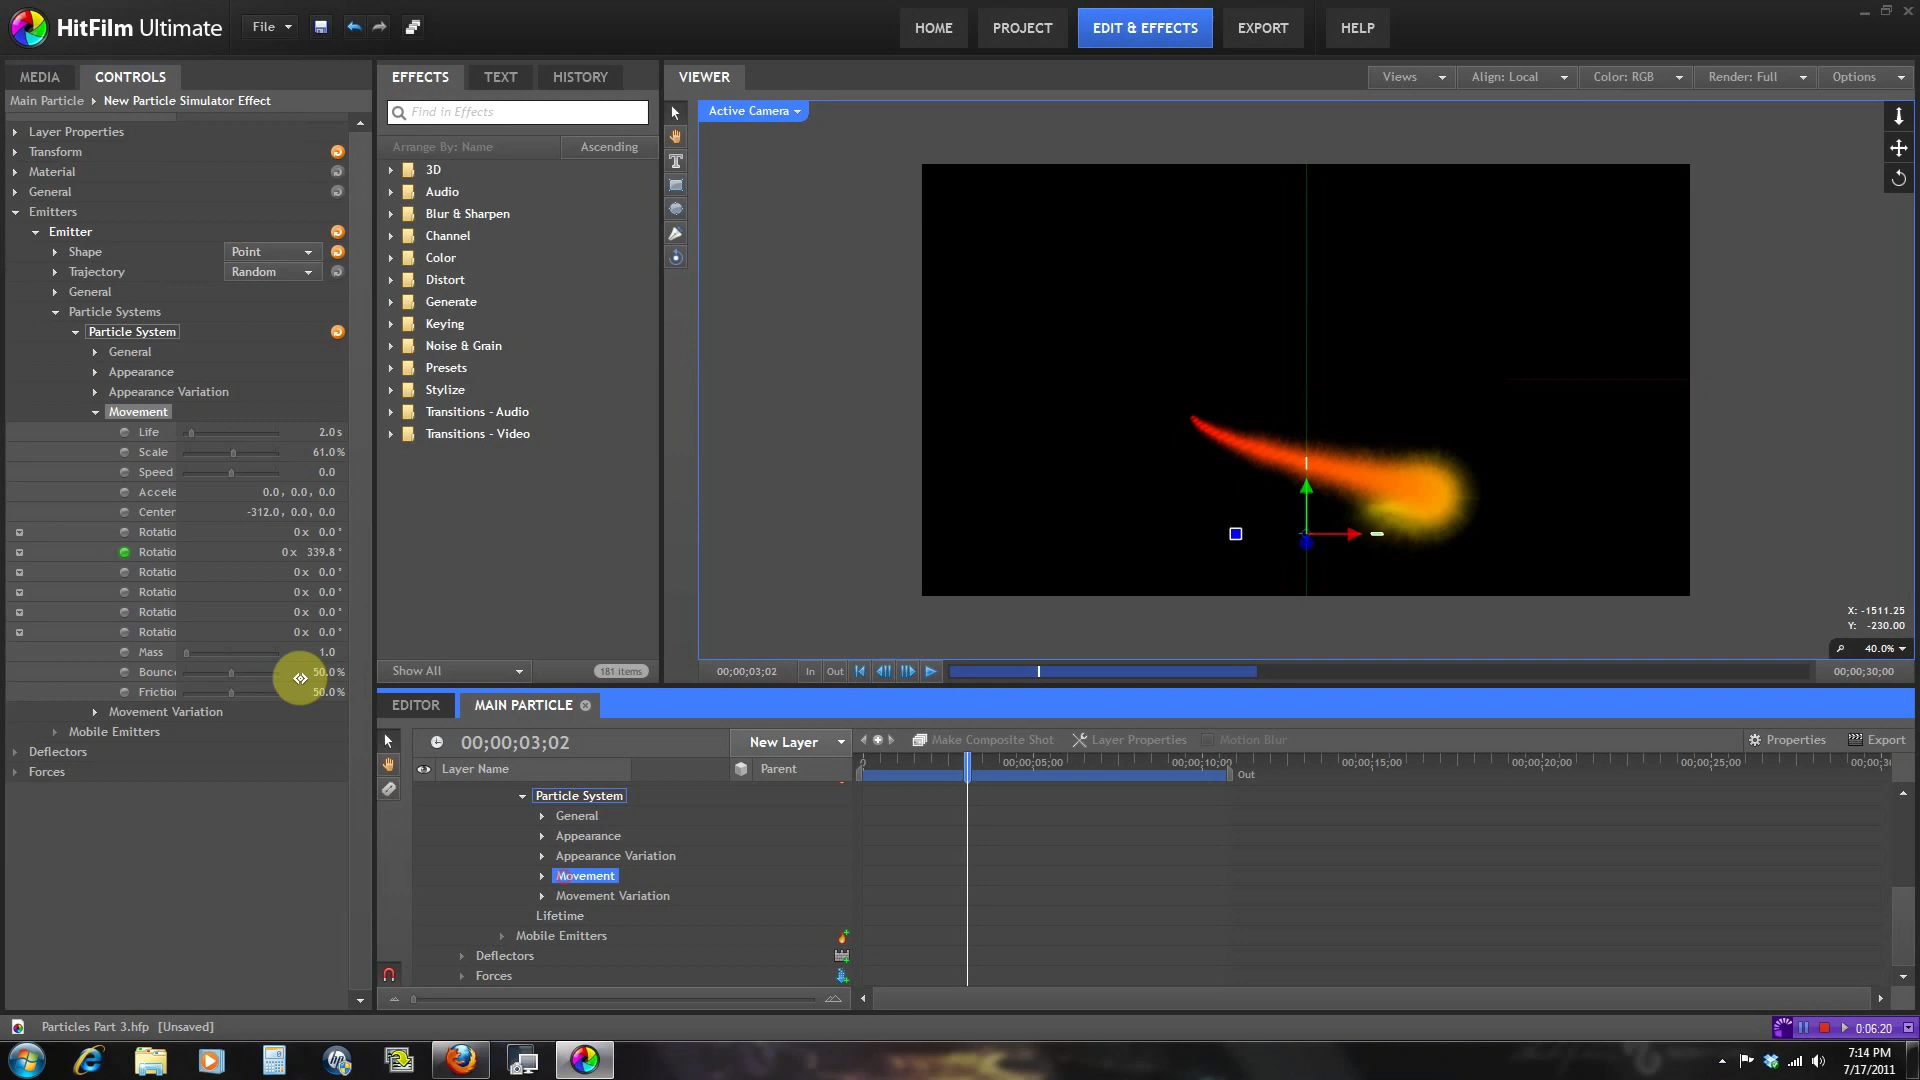 HitFilm Ultimate
File
HOME
PROJECT
EDIT & EFFECTS
EXPORT
HELP
MEDIA
CONTROLS
Main Particle
New Particle Simulator Effect
Layer Properties
Transform
Material
General
Emitters
Emitter
Shape Point
Trajectory Random
General
Particle Systems
Particle System
General
Appearance
Appearance Variation
Movement
Life 2.0s
Scale 61.0%
Speed 0.0
Accele 0.0, 0.0, 0.0
Center -312.0, 0.0, 0.0
Rotatio 0x 0.0°
Rotatio 0x 339.8°
Rotatio 0x 0.0°
Rotatio 0x 0.0°
Rotatio 0x 0.0°
Rotatio 0x 0.0°
Mass 1.0
Bounce 50.0%
Friction 50.0%
Movement Variation
Mobile Emitters
Deflectors
Forces
EFFECTS
TEXT
HISTORY
Find in Effects
Arrange By: Name
Ascending
3D
Audio
Blur & Sharpen
Channel
Color
Distort
Generate
Keying
Noise & Grain
Presets
Stylize
Transitions - Audio
Transitions - Video
Show All
181 items
VIEWER
Views
Align: Local
Color: RGB
Render: Full
Options
Active Camera
X: -1511.25
Y: -230.00
40.0%
00;00;03;02
In
Out
00;00;30;00
EDITOR
MAIN PARTICLE
00;00;03;02
New Layer
Make Composite Shot
Layer Properties
Motion Blur
Properties
Export
Layer Name
Parent
0
00;00;05;00
00;00;10;00
00;00;15;00
00;00;20;00
00;00;25;00
00;00;30
Out
Particle System
General
Appearance
Appearance Variation
Movement
Movement Variation
Lifetime
Mobile Emitters
Deflectors
Forces
Particles Part 3.hfp [Unsaved]
0:06:20
7:14 PM
7/17/2011